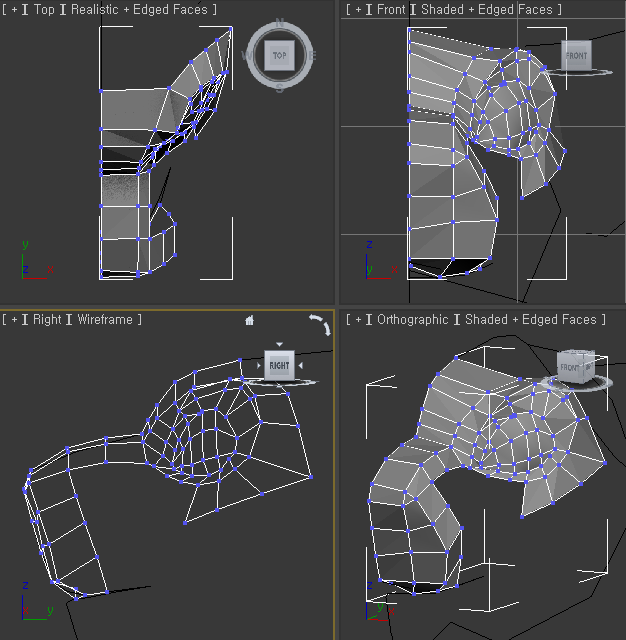 [ + ][ Top ][ Realistic + Edged Faces ]
N
W TOP E
S
y
z x
[ + ][ Front ][ Shaded + Edged Faces ]
FRONT
z
y x
[ + ][ Right ][ Wireframe ]
RIGHT
z
y
[ + ][ Orthographic ][ Shaded + Edged Faces ]
FRONT
z
y
x